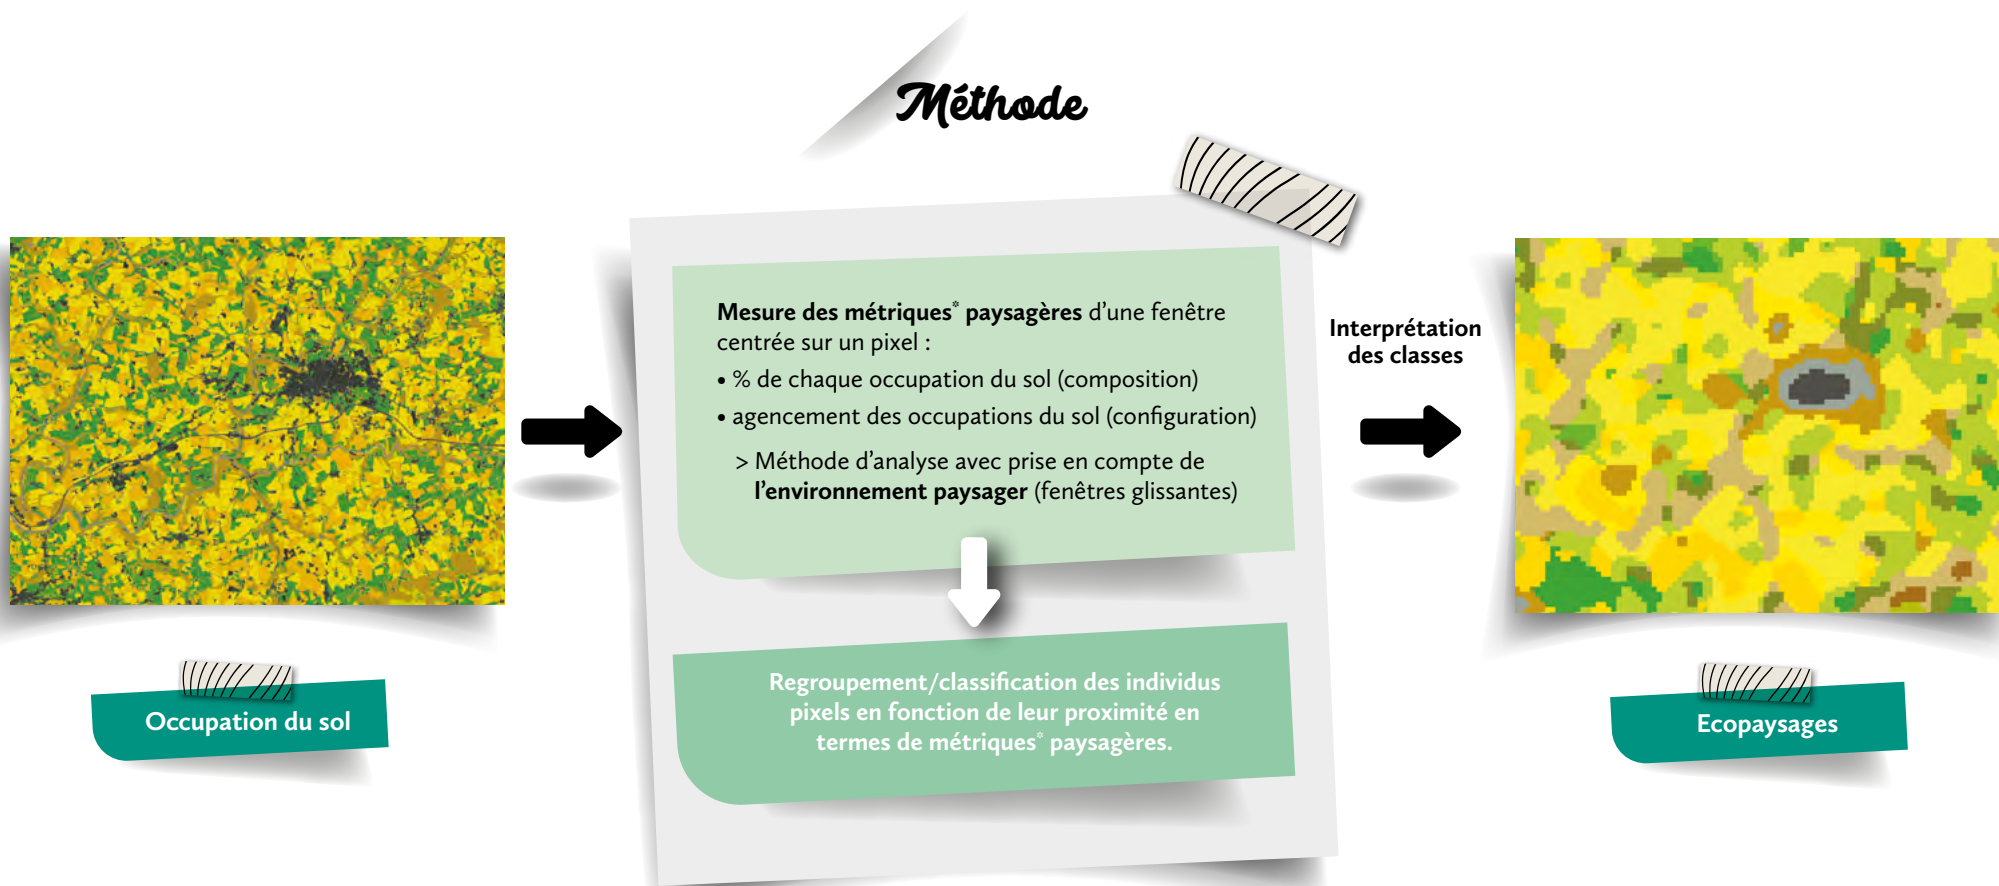 Méthode
Mesure des métriques* paysagères d'une fenêtre
centrée sur un pixel :
• % de chaque occupation du sol (composition)
• agencement des occupations du sol (configuration)
> Méthode d'analyse avec prise en compte de
l'environnement paysager (fenêtres glissantes)
Regroupement/classification des individus
pixels en fonction de leur proximité en
termes de métriques* paysagères.
Interprétation
des classes
Occupation du sol
Ecopaysages